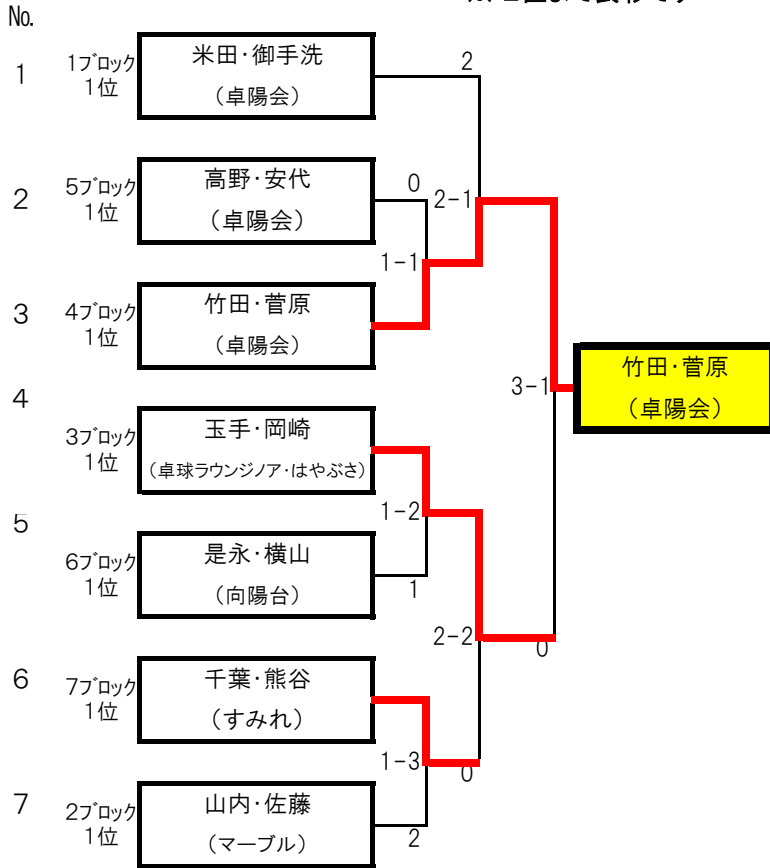 No.
1
1ブロック
1位
米田・御手洗
(卓陽会)
2
2
5ブロック
1位
高野・安代
(卓陽会)
0
2-1
1-1
3
4ブロック
1位
竹田・菅原
(卓陽会)
3-1
竹田・菅原
(卓陽会)
4
3ブロック
1位
玉手・岡崎
(卓球ラウンジノア・はやぶさ)
1-2
5
6ブロック
1位
是永・横山
(向陽台)
1
2-2
0
6
7ブロック
1位
千葉・熊谷
(すみれ)
1-3
0
7
2ブロック
1位
山内・佐藤
(マーブル)
2